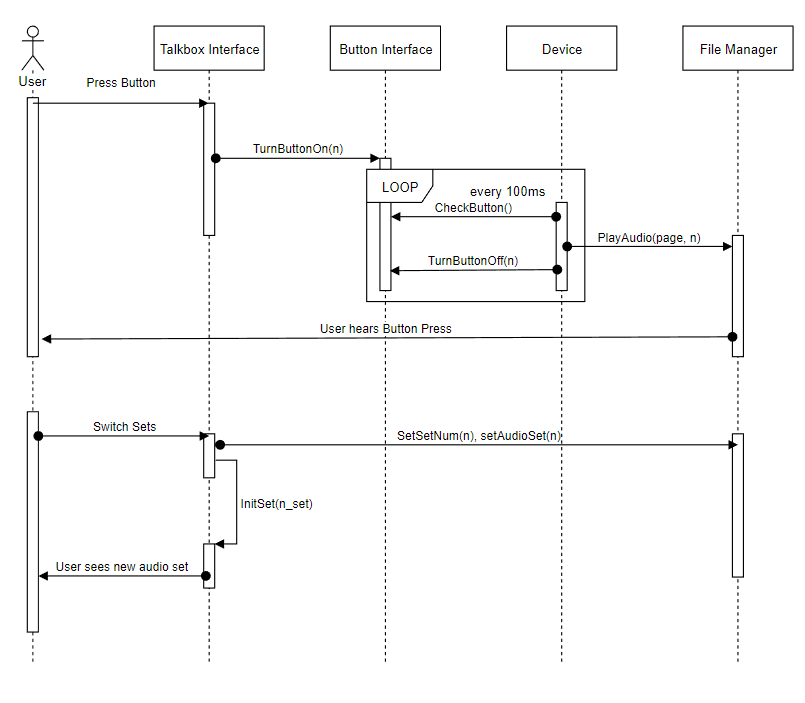 Talkbox Interface
Button Interface
Device
File Manager
User
Press Button
TurnButtonOn(n)
LOOP
every 100ms
CheckButton()
PlayAudio(page, n)
TurnButtonOff(n)
User hears Button Press
Switch Sets
SetSetNum(n), setAudioSet(n)
InitSet(n_set)
User sees new audio set